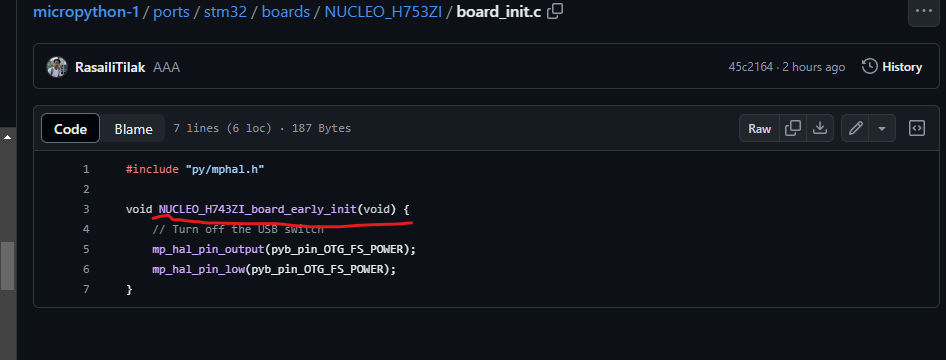 micropython-1 / ports / stm32 / boards / NUCLEO_H753ZI / board_init.c
...
RasailiTilak AAA 45c2164 · 2 hours ago History
Code Blame 7 lines (6 loc) · 187 Bytes Raw
1 #include "py/mphal.h"
2
3 void NUCLEO_H743ZI_board_early_init(void) {
4 // Turn off the USB switch
5 mp_hal_pin_output(pyb_pin_OTG_FS_POWER);
6 mp_hal_pin_low(pyb_pin_OTG_FS_POWER);
7 }